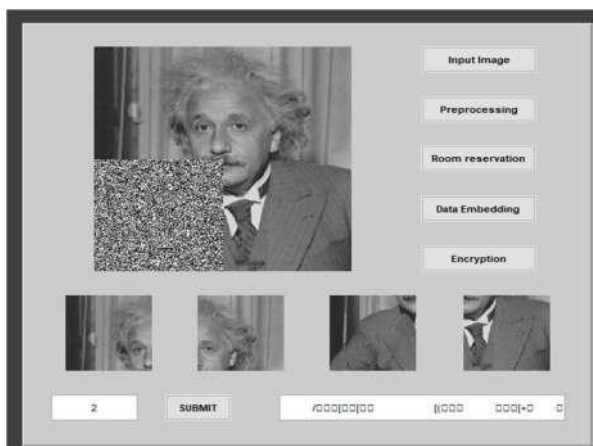 Input Image
Preprocessing
Room reservation
Data Embedding
Encryption
2
SUBMIT
/□□□[□□[□□ [(□□□ □□□[+□ □